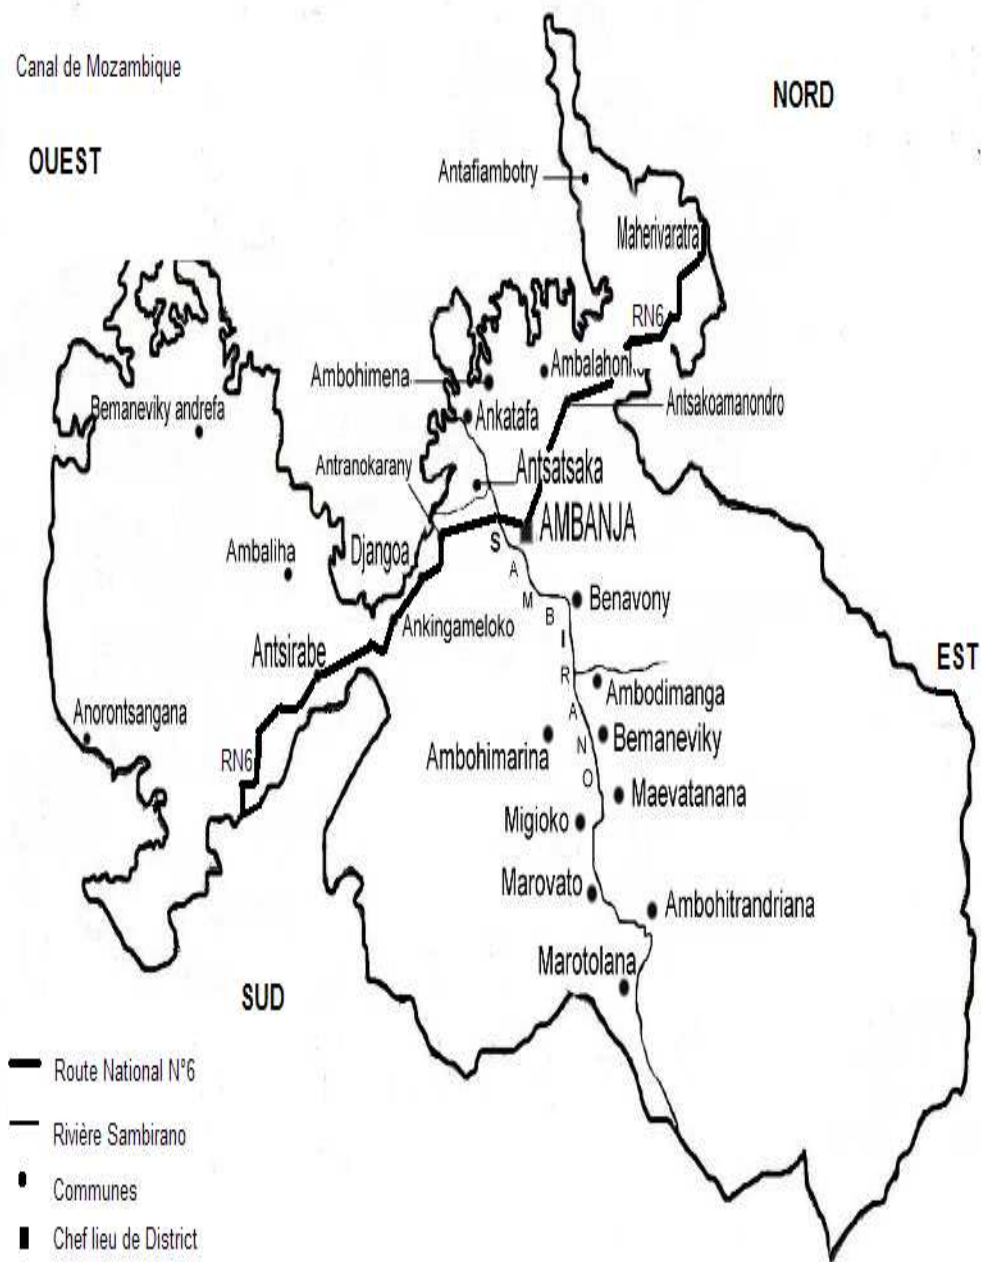 Canal de Mozambique
NORD
OUEST
Antafiambotry
Maherivaratra
RN6
Ambalahonko
Ambohimena
Antsakoamanondro
Bemaneviky andrefa
Ankatafa
Antranokarany
Antsatsaka
AMBANJA
Djangoa
Ambaliha
SAMBIRANO
Benavony
Ankingameloko
Antsirabe
EST
Ambodimanga
Anorontsangana
Ambohimarina
Bemaneviky
RN6
Maevatanana
Migioko
Marovato
Ambohitrandriana
Marotolana
SUD
Route National N°6
Rivière Sambirano
Communes
Chef lieu de District